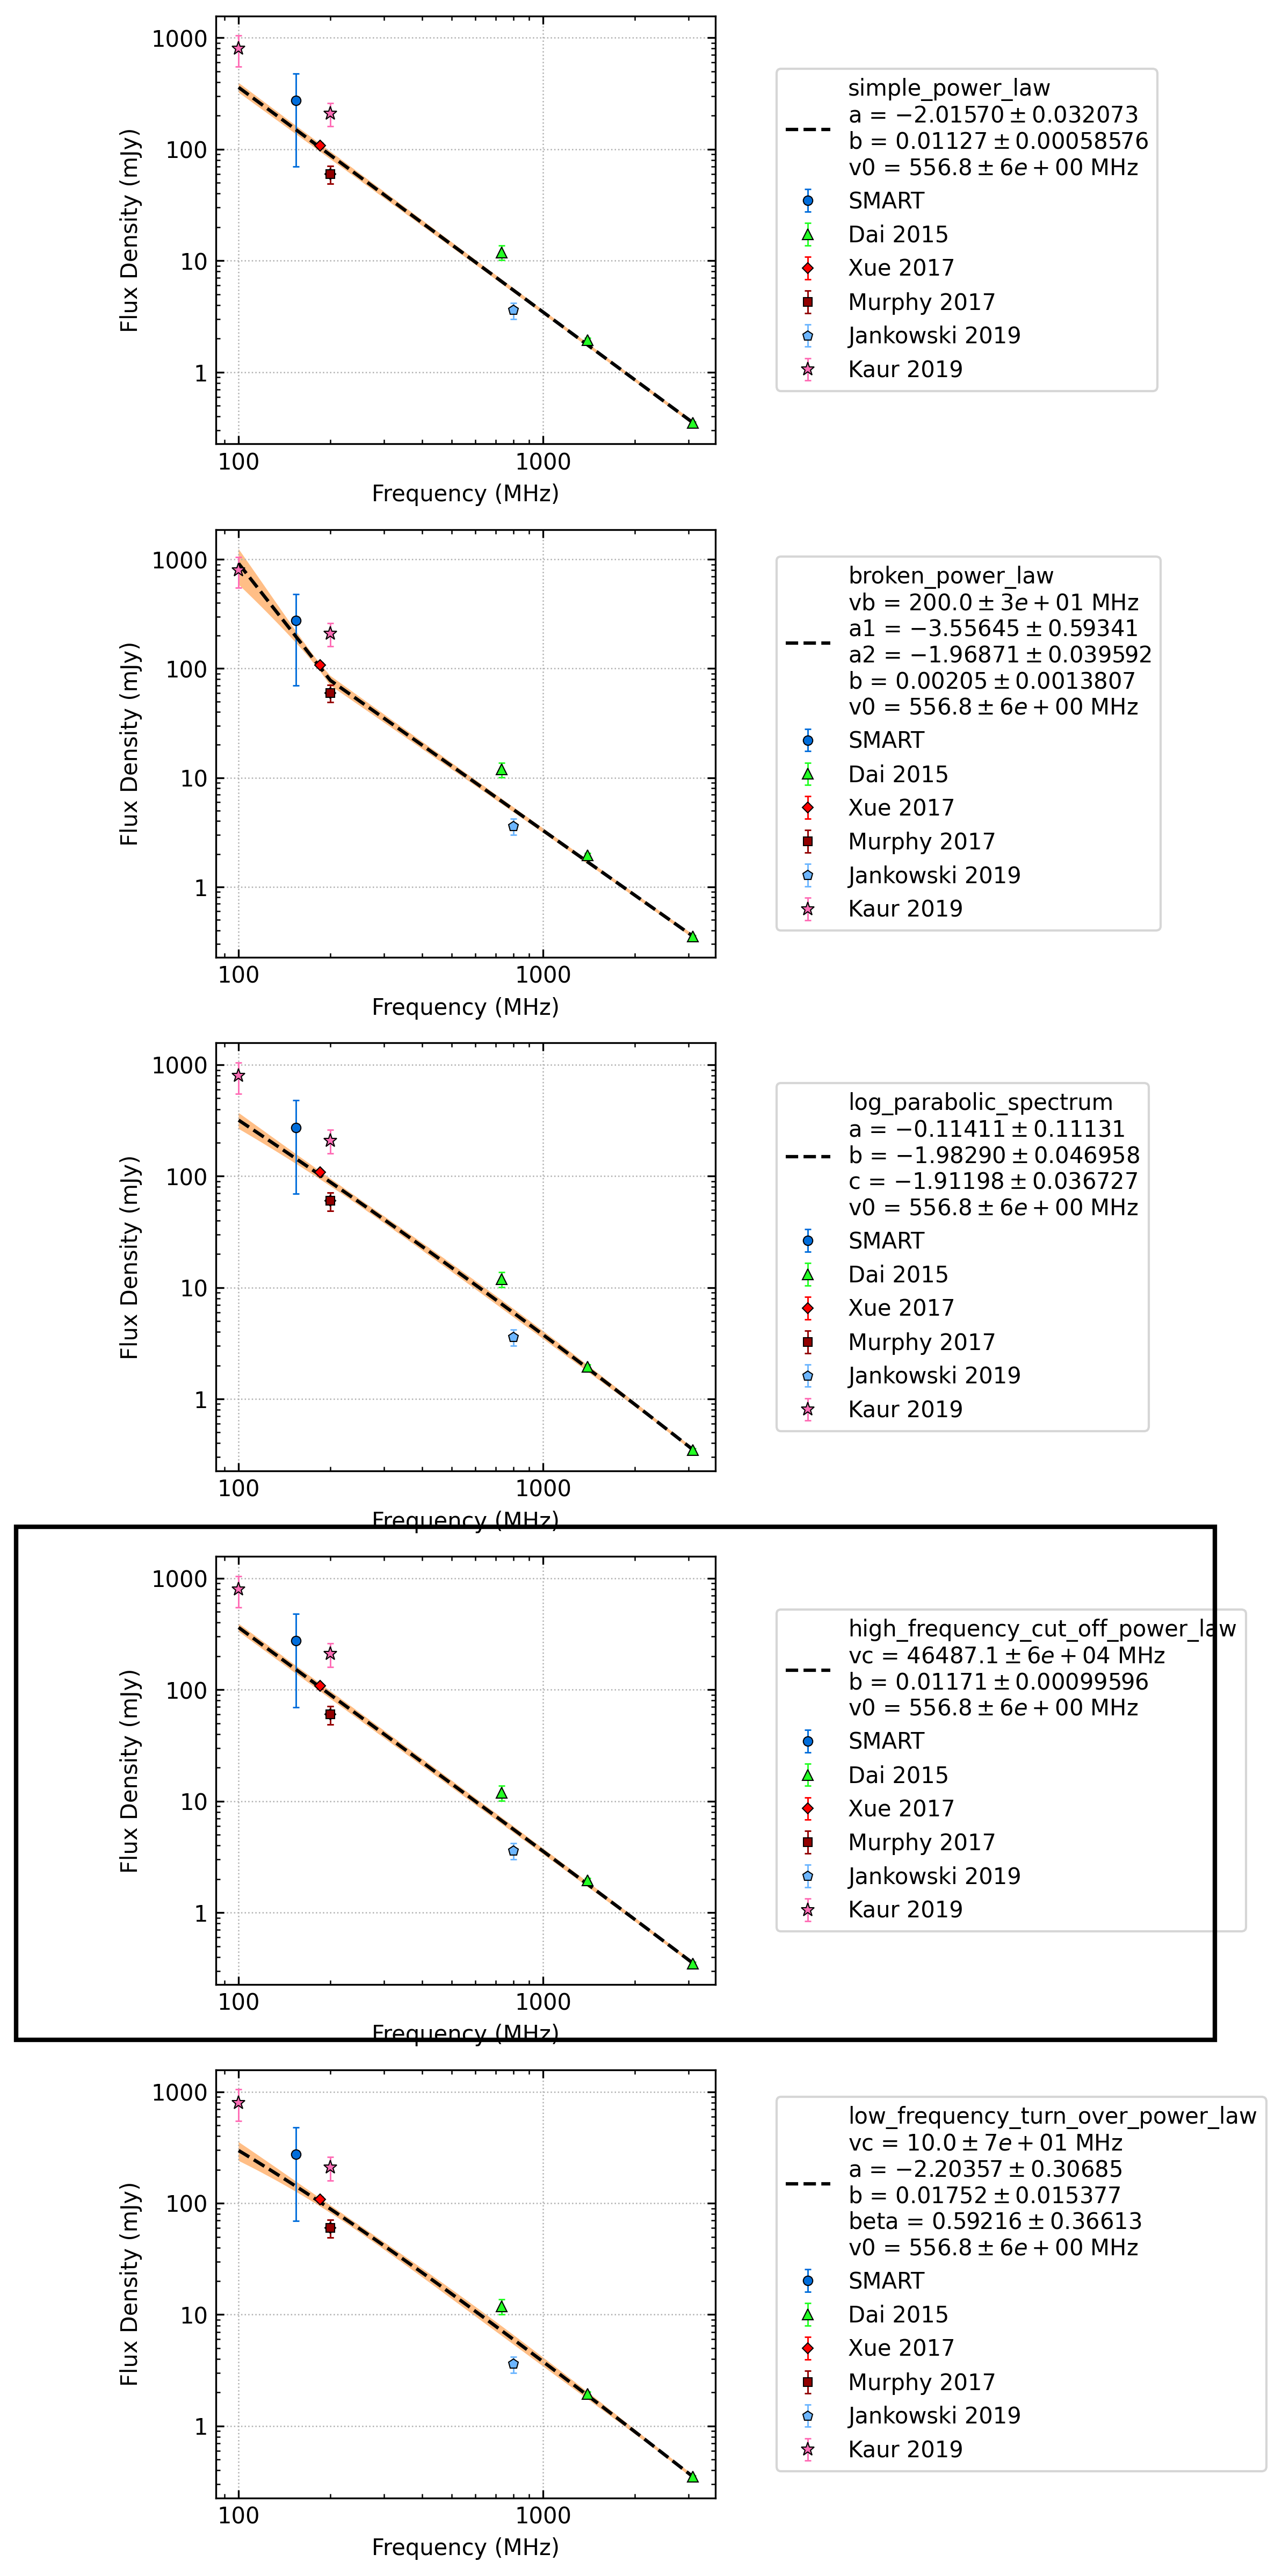 1000
100
10
1
Flux Density (mJy)
100
1000
Frequency (MHz)
simple_power_law
a = −2.01570 ± 0.032073
b = 0.01127 ± 0.00058576
v0 = 556.8 ± 6e + 00 MHz
SMART
Dai 2015
Xue 2017
Murphy 2017
Jankowski 2019
Kaur 2019
1000
100
10
1
Flux Density (mJy)
100
1000
Frequency (MHz)
broken_power_law
vb = 200.0 ± 3e + 01 MHz
a1 = −3.55645 ± 0.59341
a2 = −1.96871 ± 0.039592
b = 0.00205 ± 0.0013807
v0 = 556.8 ± 6e + 00 MHz
SMART
Dai 2015
Xue 2017
Murphy 2017
Jankowski 2019
Kaur 2019
1000
100
10
1
Flux Density (mJy)
100
1000
Frequency (MHz)
log_parabolic_spectrum
a = −0.11411 ± 0.11131
b = −1.98290 ± 0.046958
c = −1.91198 ± 0.036727
v0 = 556.8 ± 6e + 00 MHz
SMART
Dai 2015
Xue 2017
Murphy 2017
Jankowski 2019
Kaur 2019
1000
100
10
1
Flux Density (mJy)
100
1000
Frequency (MHz)
high_frequency_cut_off_power_law
vc = 46487.1 ± 6e + 04 MHz
b = 0.01171 ± 0.00099596
v0 = 556.8 ± 6e + 00 MHz
SMART
Dai 2015
Xue 2017
Murphy 2017
Jankowski 2019
Kaur 2019
1000
100
10
1
Flux Density (mJy)
100
1000
Frequency (MHz)
low_frequency_turn_over_power_law
vc = 10.0 ± 7e + 01 MHz
a = −2.20357 ± 0.30685
b = 0.01752 ± 0.015377
beta = 0.59216 ± 0.36613
v0 = 556.8 ± 6e + 00 MHz
SMART
Dai 2015
Xue 2017
Murphy 2017
Jankowski 2019
Kaur 2019